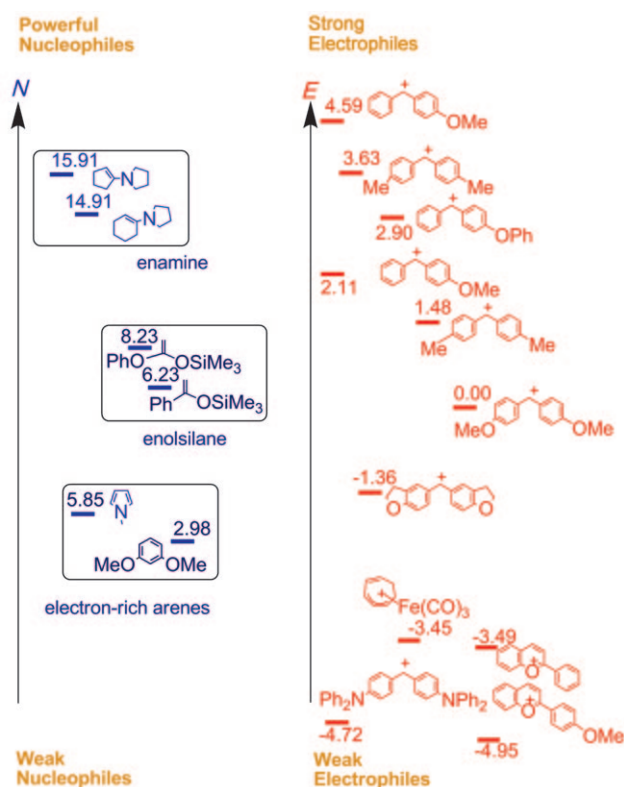 Powerful
Nucleophiles
Strong
Electrophiles
N
E
4.59
OMe
15.91
N
3.63
Me
Me
14.91
N
2.90
OPh
enamine
2.11
OMe
1.48
Me
Me
8.23
PhO
OSiMe3
6.23
Ph
OSiMe3
0.00
MeO
OMe
enolsilane
-1.36
O
O
5.85
N
2.98
MeO
OMe
electron-rich arenes
+
Fe(CO)3
-3.45
-3.49
O
+
Ph2N
NPh2
-4.72
O
+
OMe
-4.95
Weak
Nucleophiles
Weak
Electrophiles